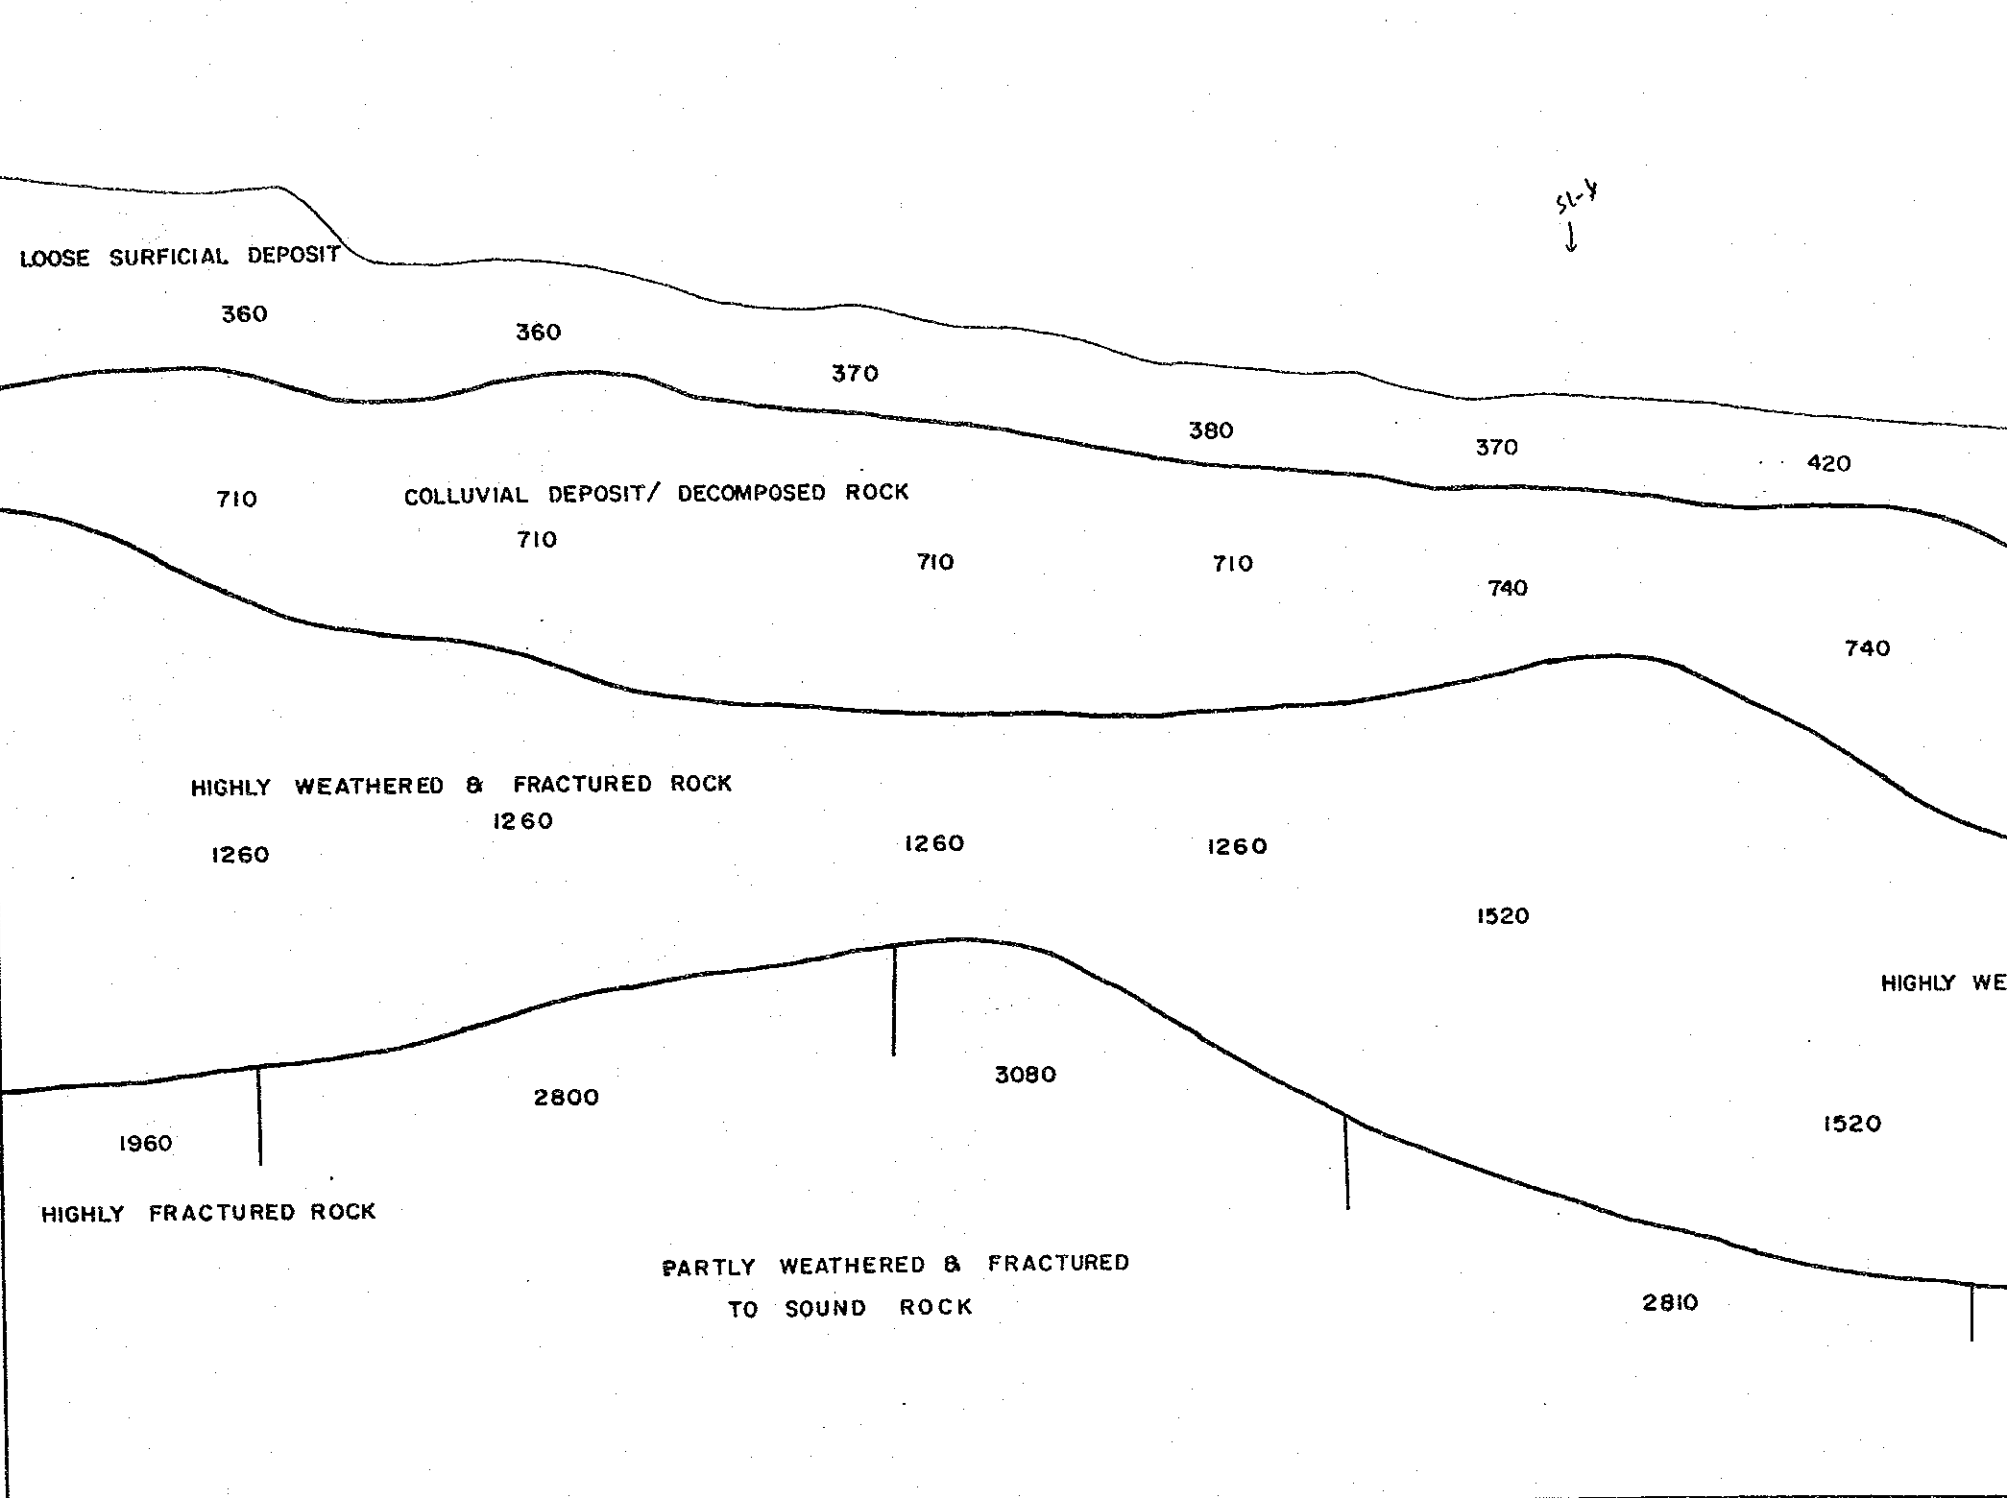 SL-Y
LOOSE SURFICIAL DEPOSIT
360
360
370
380
370
420
710
COLLUVIAL DEPOSIT/ DECOMPOSED ROCK
710
710
710
740
740
HIGHLY WEATHERED & FRACTURED ROCK
1260
1260
1260
1260
1520
HIGHLY WE
2800
3080
1520
1960
HIGHLY FRACTURED ROCK
PARTLY WEATHERED & FRACTURED
TO SOUND ROCK
2810